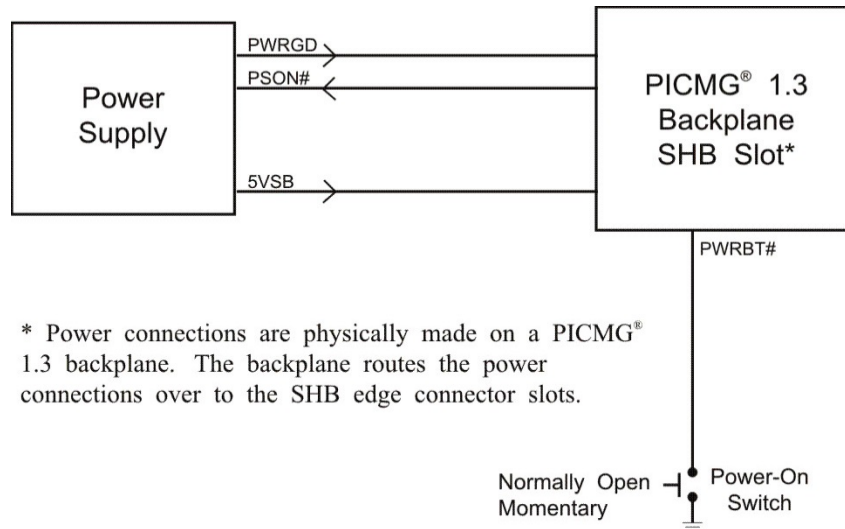 PWRGD
PSON#
Power
Supply
5VSB
PICMG® 1.3
Backplane
SHB Slot*
PWRBT#
* Power connections are physically made on a PICMG®
1.3 backplane. The backplane routes the power
connections over to the SHB edge connector slots.
Normally Open
Momentary
Power-On
Switch